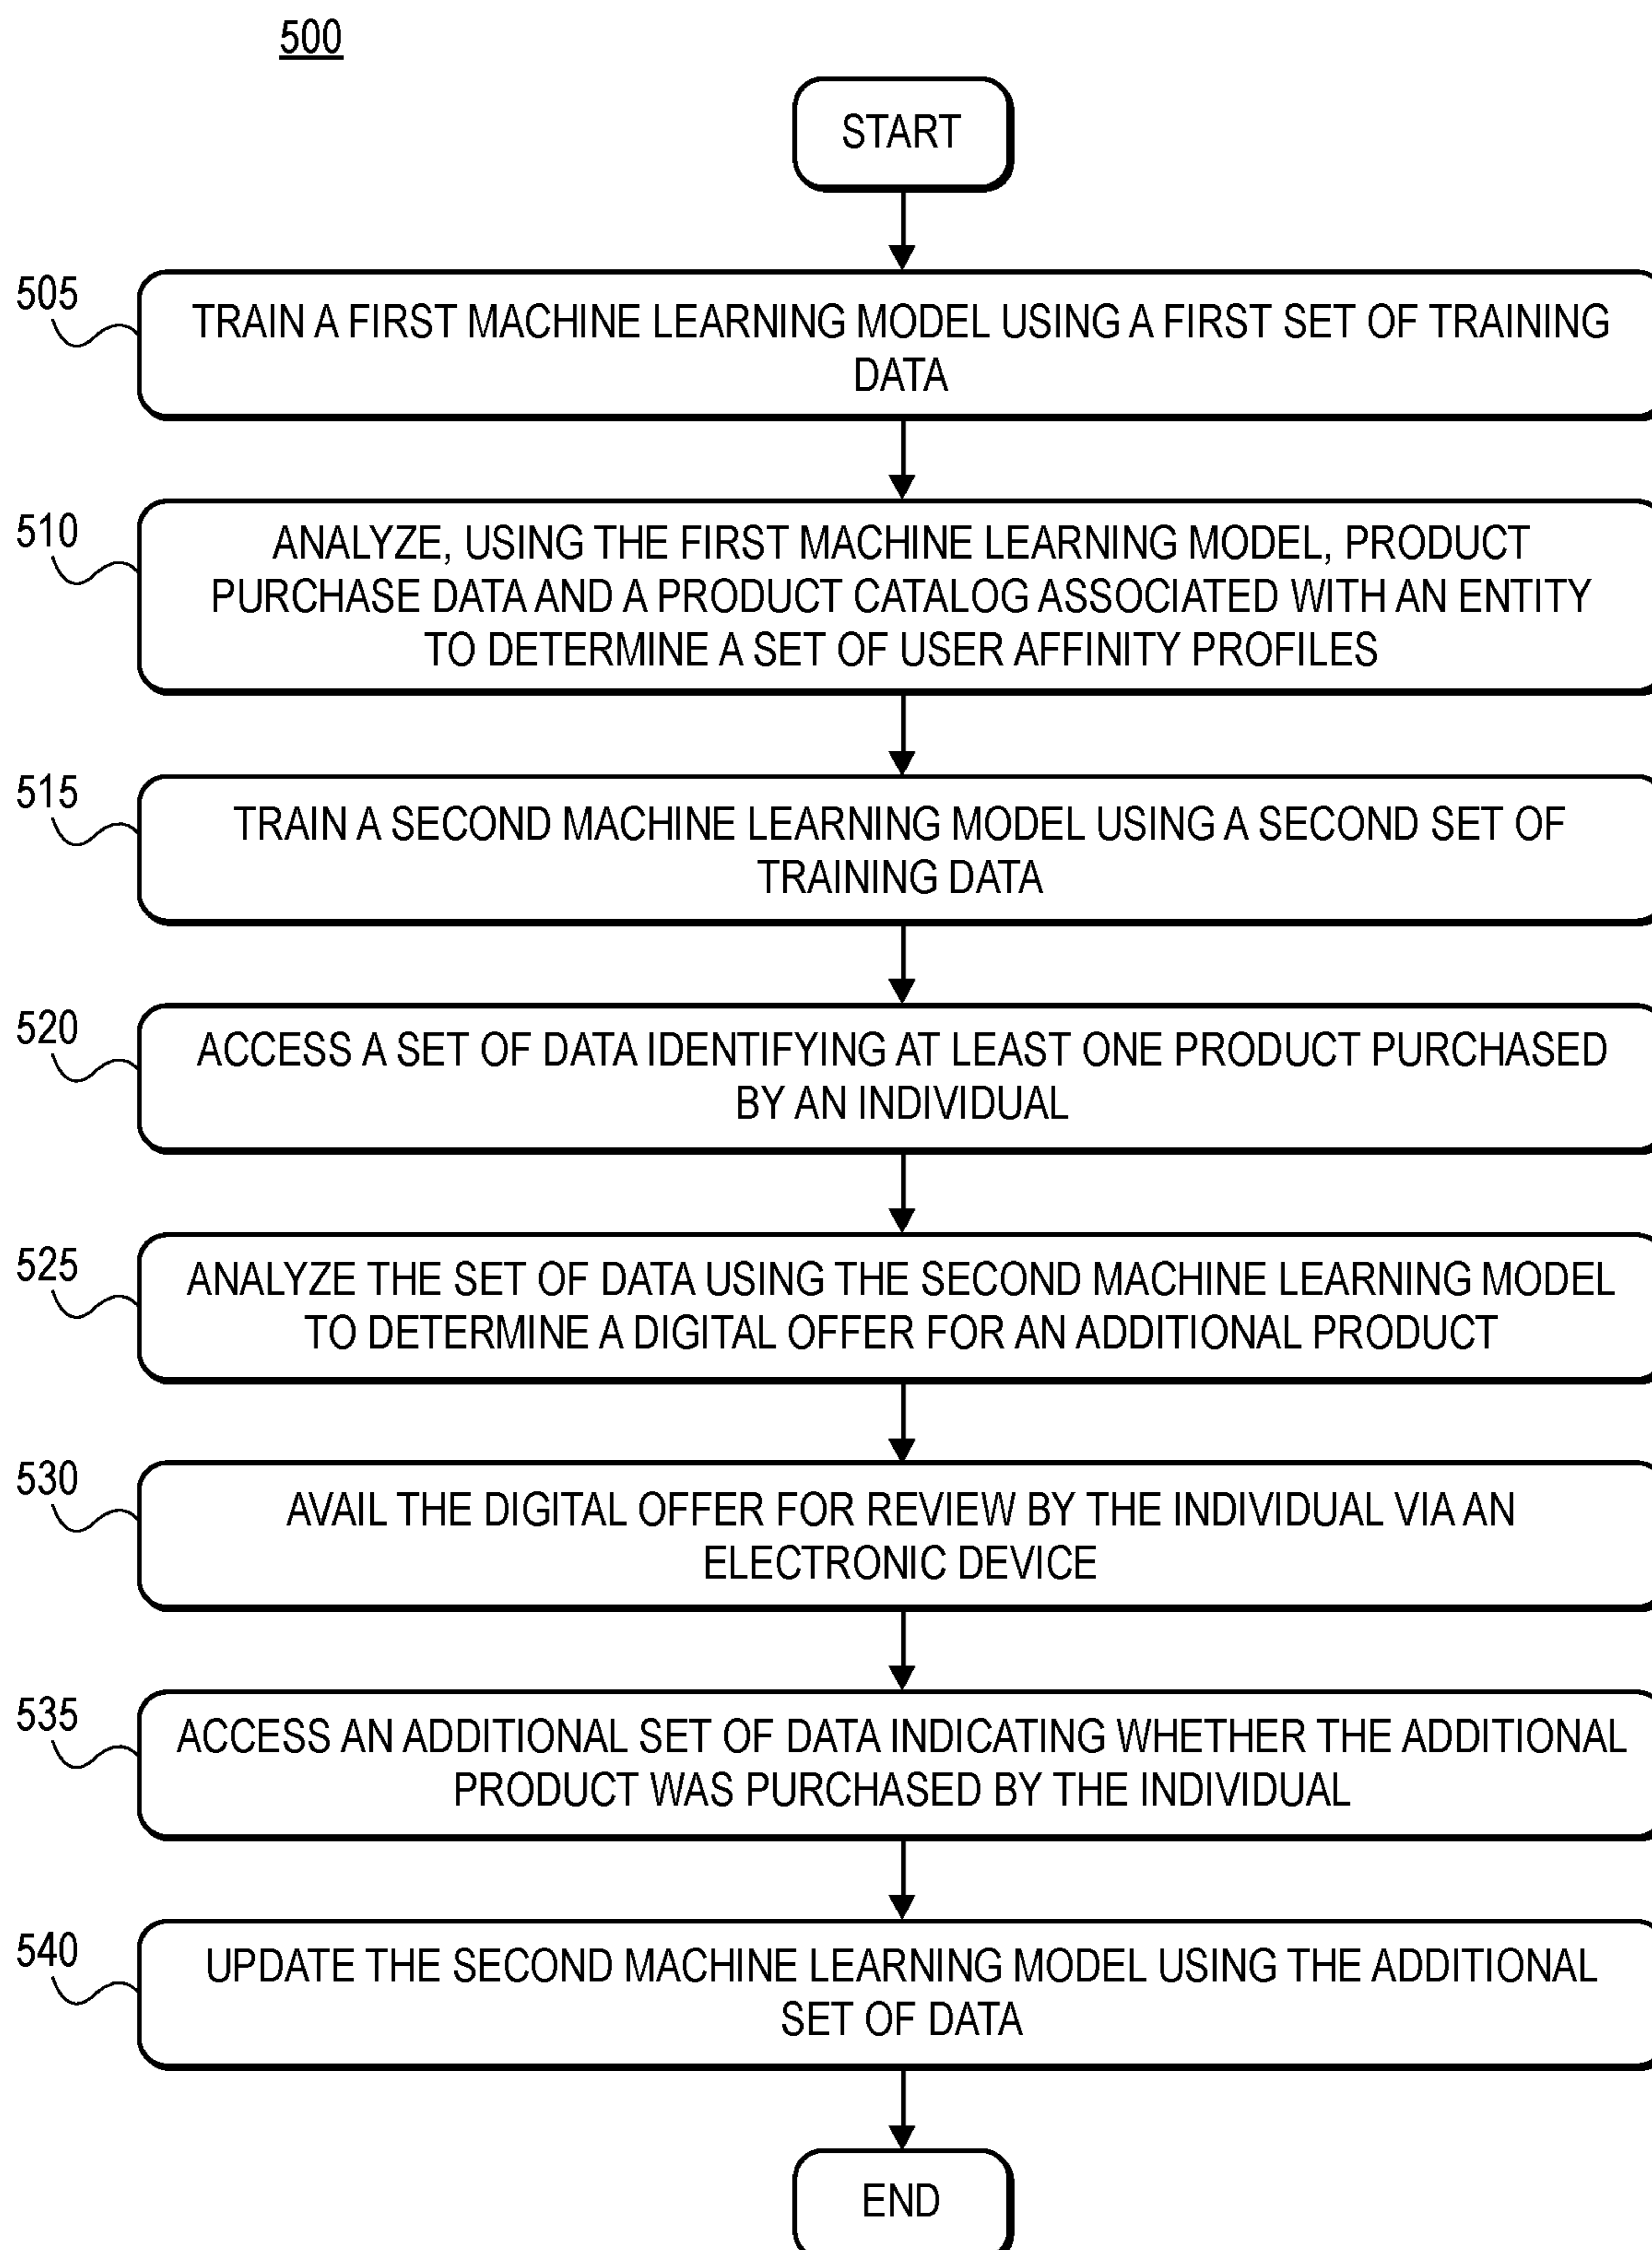 500
START
505
TRAIN A FIRST MACHINE LEARNING MODEL USING A FIRST SET OF TRAINING
DATA
510
ANALYZE, USING THE FIRST MACHINE LEARNING MODEL, PRODUCT
PURCHASE DATA AND A PRODUCT CATALOG ASSOCIATED WITH AN ENTITY
TO DETERMINE A SET OF USER AFFINITY PROFILES
515
TRAIN A SECOND MACHINE LEARNING MODEL USING A SECOND SET OF
TRAINING DATA
520
ACCESS A SET OF DATA IDENTIFYING AT LEAST ONE PRODUCT PURCHASED
BY AN INDIVIDUAL
525
ANALYZE THE SET OF DATA USING THE SECOND MACHINE LEARNING MODEL
TO DETERMINE A DIGITAL OFFER FOR AN ADDITIONAL PRODUCT
530
AVAIL THE DIGITAL OFFER FOR REVIEW BY THE INDIVIDUAL VIA AN
ELECTRONIC DEVICE
535
ACCESS AN ADDITIONAL SET OF DATA INDICATING WHETHER THE ADDITIONAL
PRODUCT WAS PURCHASED BY THE INDIVIDUAL
540
UPDATE THE SECOND MACHINE LEARNING MODEL USING THE ADDITIONAL
SET OF DATA
END